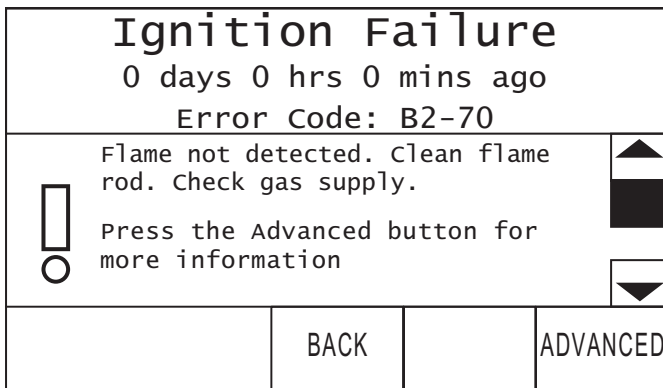 Ignition Failure
0 days 0 hrs 0 mins ago
Error Code: B2-70
Flame not detected. Clean flame
rod. Check gas supply.
Press the Advanced button for
more information
BACK
ADVANCED